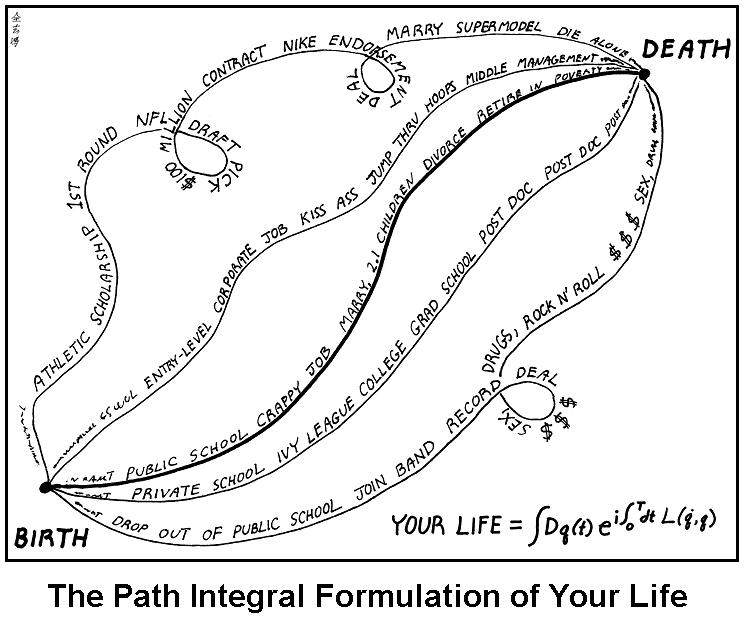 MARRY SUPERMODEL DIE ALONE
DEATH
ATHLETIC SCHOLARSHIP 1ST ROUND NFL DRAFT PICK $100 MILLION CONTRACT NIKE ENDORSEMENT DEAL
ENTRY-LEVEL CORPORATE JOB KISS ASS JUMP THRU HOOPS MIDDLE MANAGEMENT
PUBLIC SCHOOL CRAPPY JOB MARRY, 2.1 CHILDREN DIVORCE RETIRE IN POVERTY
PRIVATE SCHOOL IVY LEAGUE COLLEGE GRAD SCHOOL POST DOC POST DOC POST
DROP OUT OF PUBLIC SCHOOL JOIN BAND RECORD DEAL $$ $$ SEX, DRUGS, ROCK N' ROLL $ $ $ SEX, DRUGS
BIRTH
YOUR LIFE = ∫Dq(t) e^{i∫₀ᵀdt L(q̇,q)}
The Path Integral Formulation of Your Life